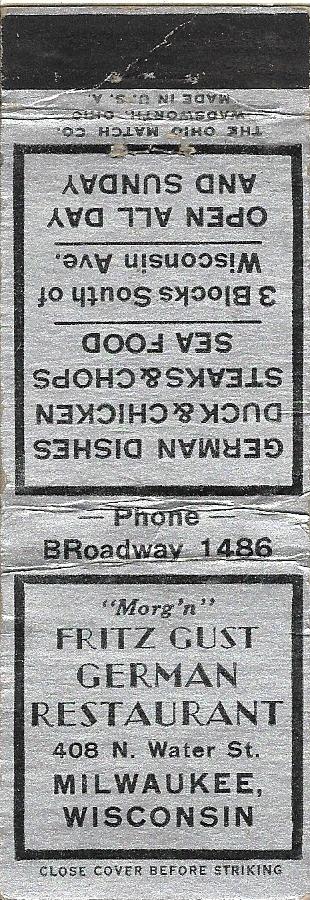 "Morg'n"
FRITZ GUST
GERMAN
RESTAURANT
408 N. Water St.
MILWAUKEE,
WISCONSIN
CLOSE COVER BEFORE STRIKING
— Phone —
BRoadway 1486
GERMAN DISHES
DUCK & CHICKEN
STEAKS & CHOPS
SEA FOOD
3 Blocks South of
Wisconsin Ave.
OPEN ALL DAY
AND SUNDAY
THE OHIO MATCH CO.
WADSWORTH, OHIO
MADE IN U.S.A.